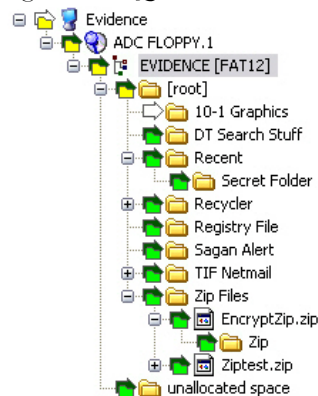 Evidence
ADC FLOPPY.1
EVIDENCE [FAT12]
[root]
10-1 Graphics
DT Search Stuff
Recent
Secret Folder
Recycler
Registry File
Sagan Alert
TIF Netmail
Zip Files
EncryptZip.zip
Zip
Ziptest.zip
unallocated space